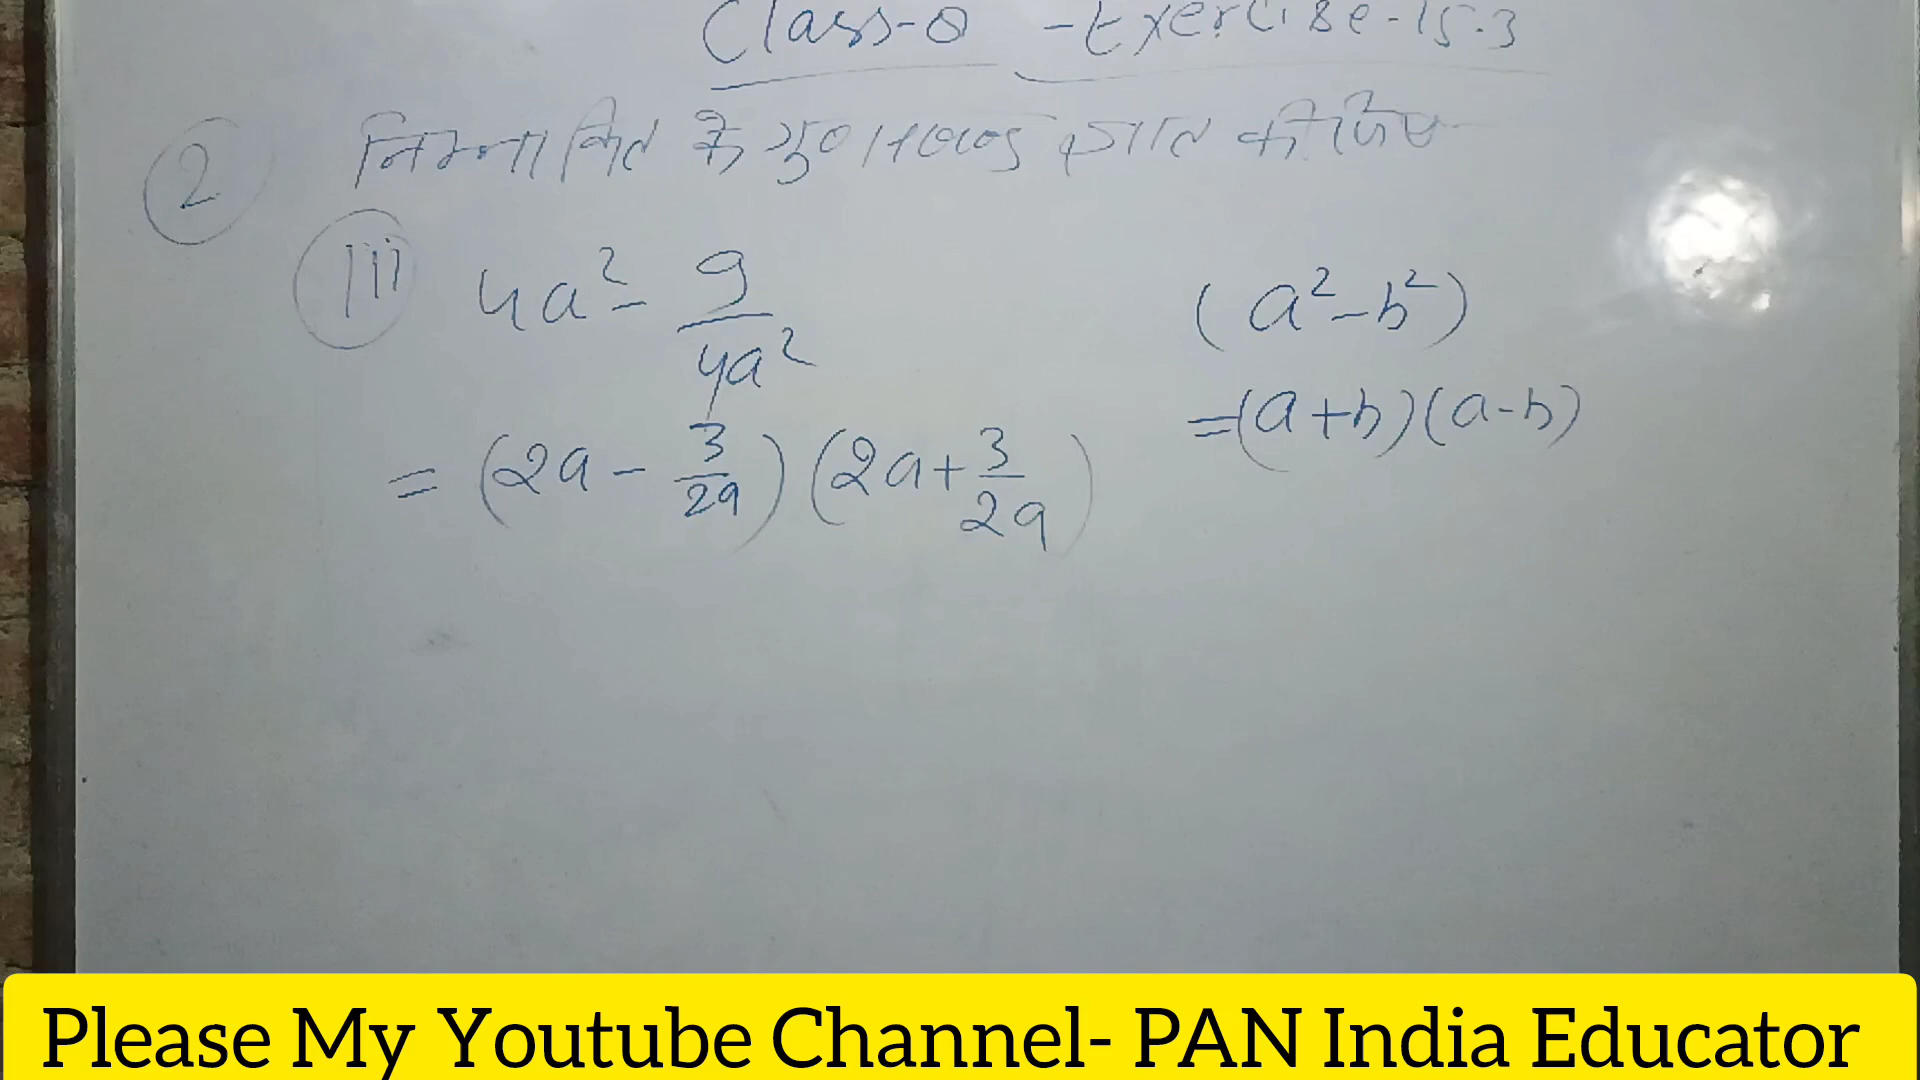 Class-8 - Exercise-15.3
2 निम्नांकित के गुणनखण्ड ज्ञात कीजिए
iii 4a² - 9/4a² (a² - b²)
= (2a - 3/2a) (2a + 3/2a) = (a + b) (a - b)
Please My Youtube Channel- PAN India Educator